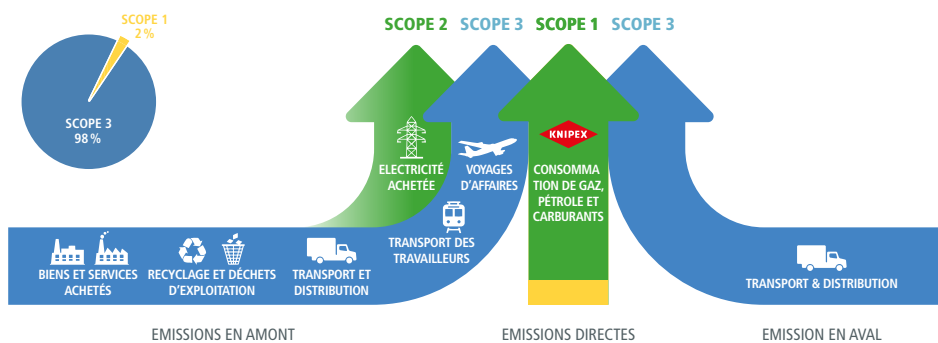 SCOPE 1
2 %
SCOPE 3
98 %
SCOPE 2
SCOPE 3
SCOPE 1
SCOPE 3
ELECTRICITÉ
ACHETÉE
VOYAGES
D'AFFAIRES
KNIPEX
CONSOMMA
TION DE GAZ,
PÉTROLE ET
CARBURANTS
TRANSPORT DES
TRAVAILLEURS
BIENS ET SERVICES
ACHETÉS
RECYCLAGE ET DÉCHETS
D'EXPLOITATION
TRANSPORT ET
DISTRIBUTION
TRANSPORT & DISTRIBUTION
EMISSIONS EN AMONT
EMISSIONS DIRECTES
EMISSION EN AVAL